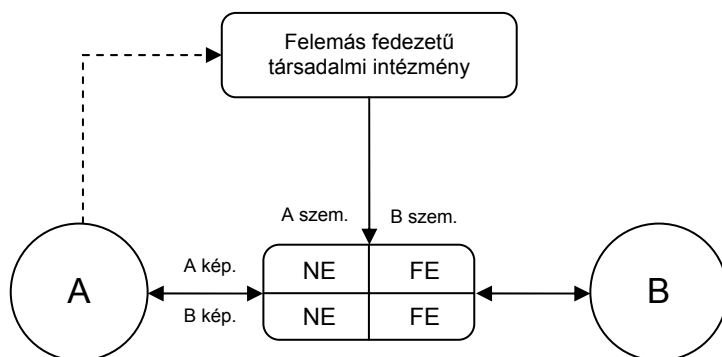 Felemás fedezetű
társadalmi intézmény
A szem.
B szem.
A kép.
B kép.
A
NE
FE
NE
FE
B